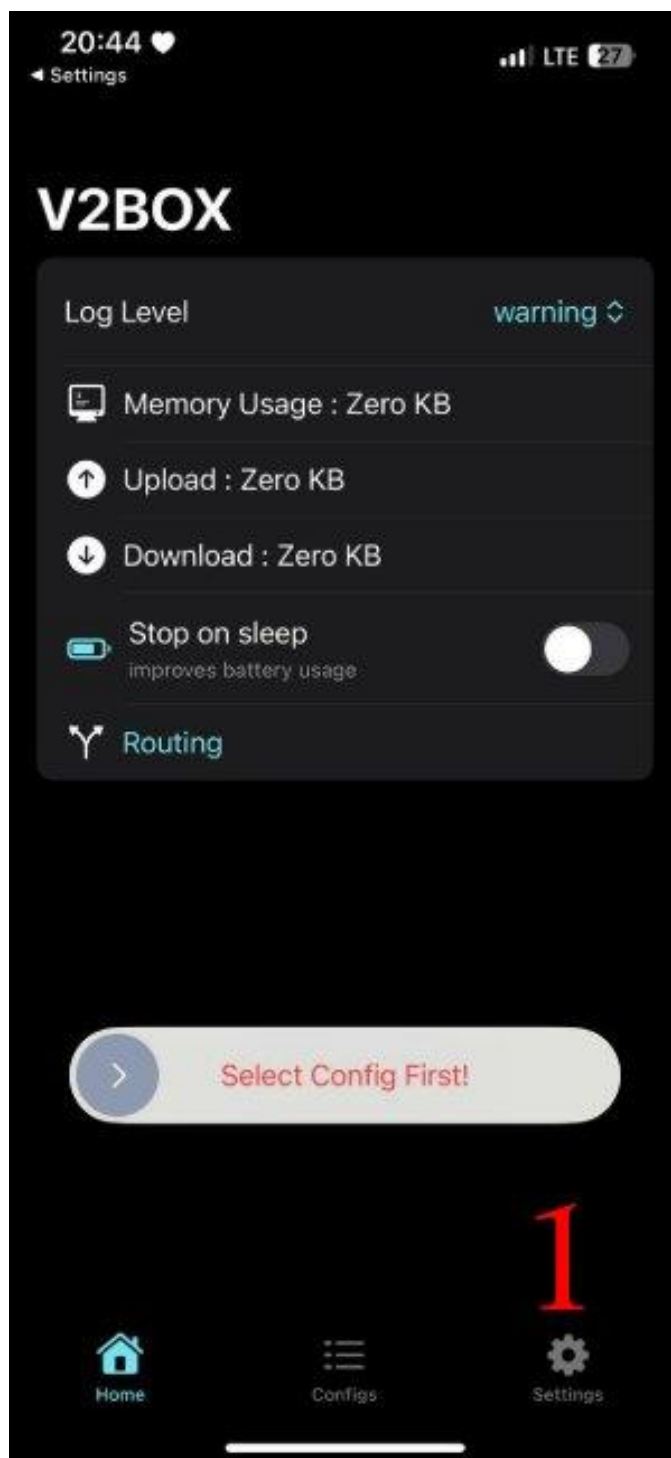 20:44
LTE 27
Settings
V2BOX
Log Level warning
Memory Usage : Zero KB
Upload : Zero KB
Download : Zero KB
Stop on sleep
improves battery usage
Routing
Select Config First!
1
Home Configs Settings